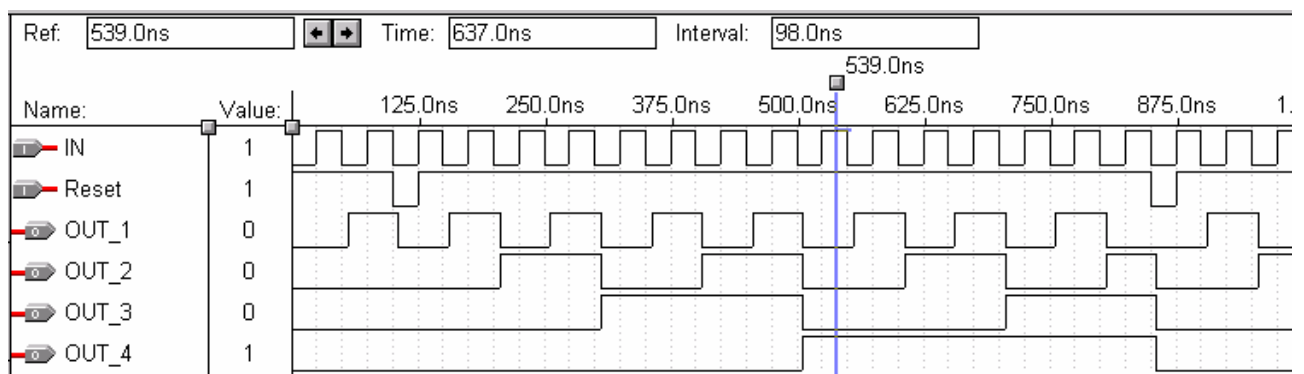 Ref: 539.0ns Time: 637.0ns Interval: 98.0ns
539.0ns
Name: Value: 125.0ns 250.0ns 375.0ns 500.0ns 625.0ns 750.0ns 875.0ns 1.
I IN 1
I Reset 1
O OUT_1 0
O OUT_2 0
O OUT_3 0
O OUT_4 1